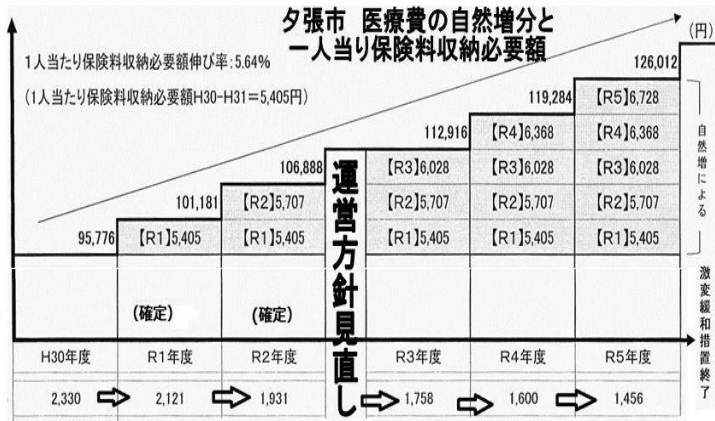 夕張市 医療費の自然増分と
一人当り保険料収納必要額
(円)
1人当たり保険料収納必要額伸び率:5.64%
(1人当たり保険料収納必要額H30-H31=5,405円)
126,012
119,284
【R5】6,728
112,916
【R4】6,368
【R4】6,368
106,888
【R3】6,028
【R3】6,028
【R3】6,028
101,181
【R2】5,707
【R2】5,707
【R2】5,707
【R2】5,707
95,776
【R1】5,405
【R1】5,405
【R1】5,405
【R1】5,405
【R1】5,405
自然増による
運営方針見直し
(確定)
(確定)
激変緩和措置終了
H30年度
R1年度
R2年度
R3年度
R4年度
R5年度
2,330
2,121
1,931
1,758
1,600
1,456